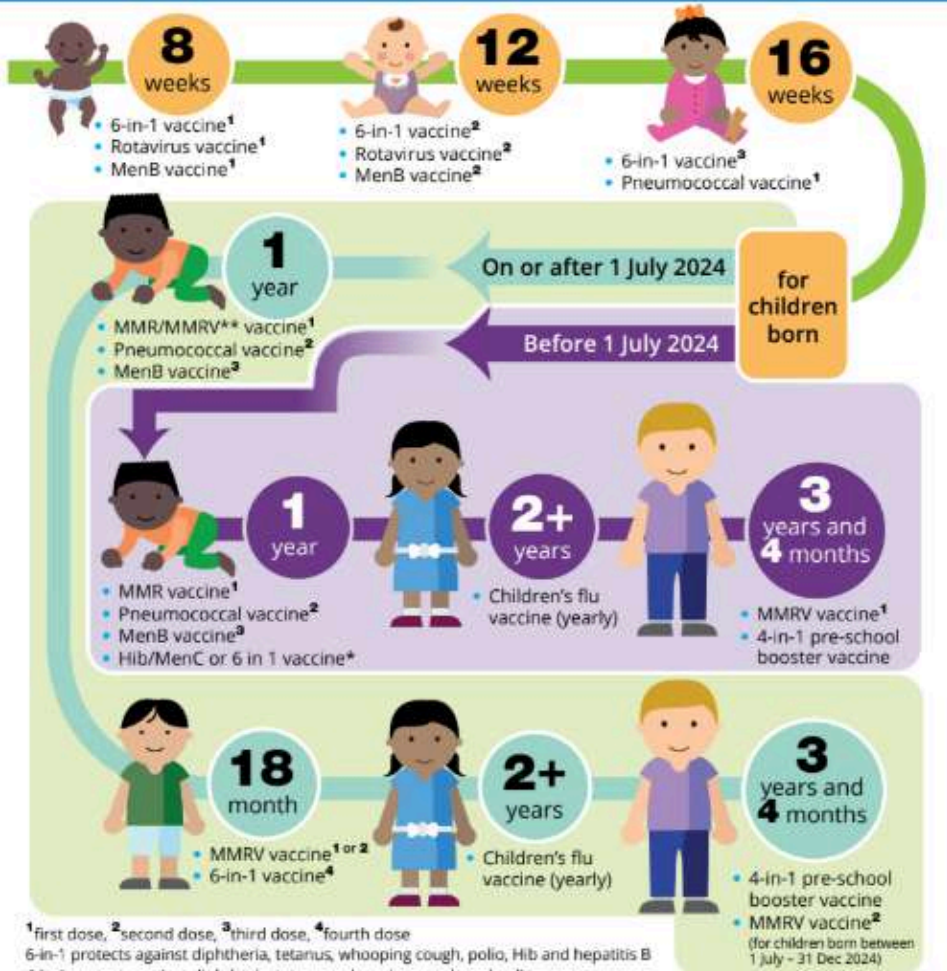 8
weeks
• 6-in-1 vaccine¹
• Rotavirus vaccine¹
• MenB vaccine¹
12
weeks
• 6-in-1 vaccine²
• Rotavirus vaccine²
• MenB vaccine²
16
weeks
• 6-in-1 vaccine³
• Pneumococcal vaccine¹
for
children
born
On or after 1 July 2024
Before 1 July 2024
1
year
• MMR/MMRV** vaccine¹
• Pneumococcal vaccine²
• MenB vaccine³
1
year
• MMR vaccine¹
• Pneumococcal vaccine²
• MenB vaccine³
• Hib/MenC or 6 in 1 vaccine*
2+
years
• Children's flu
vaccine (yearly)
3
years and
4 months
• MMRV vaccine¹
• 4-in-1 pre-school
booster vaccine
18
month
• MMRV vaccine¹ ᵒʳ ²
• 6-in-1 vaccine⁴
2+
years
• Children's flu
vaccine (yearly)
3
years and
4 months
• 4-in-1 pre-school
booster vaccine
• MMRV vaccine²
(for children born between
1 July – 31 Dec 2024)
¹first dose, ²second dose, ³third dose, ⁴fourth dose
6-in-1 protects against diphtheria, tetanus, whooping cough, polio, Hib and hepatitis B